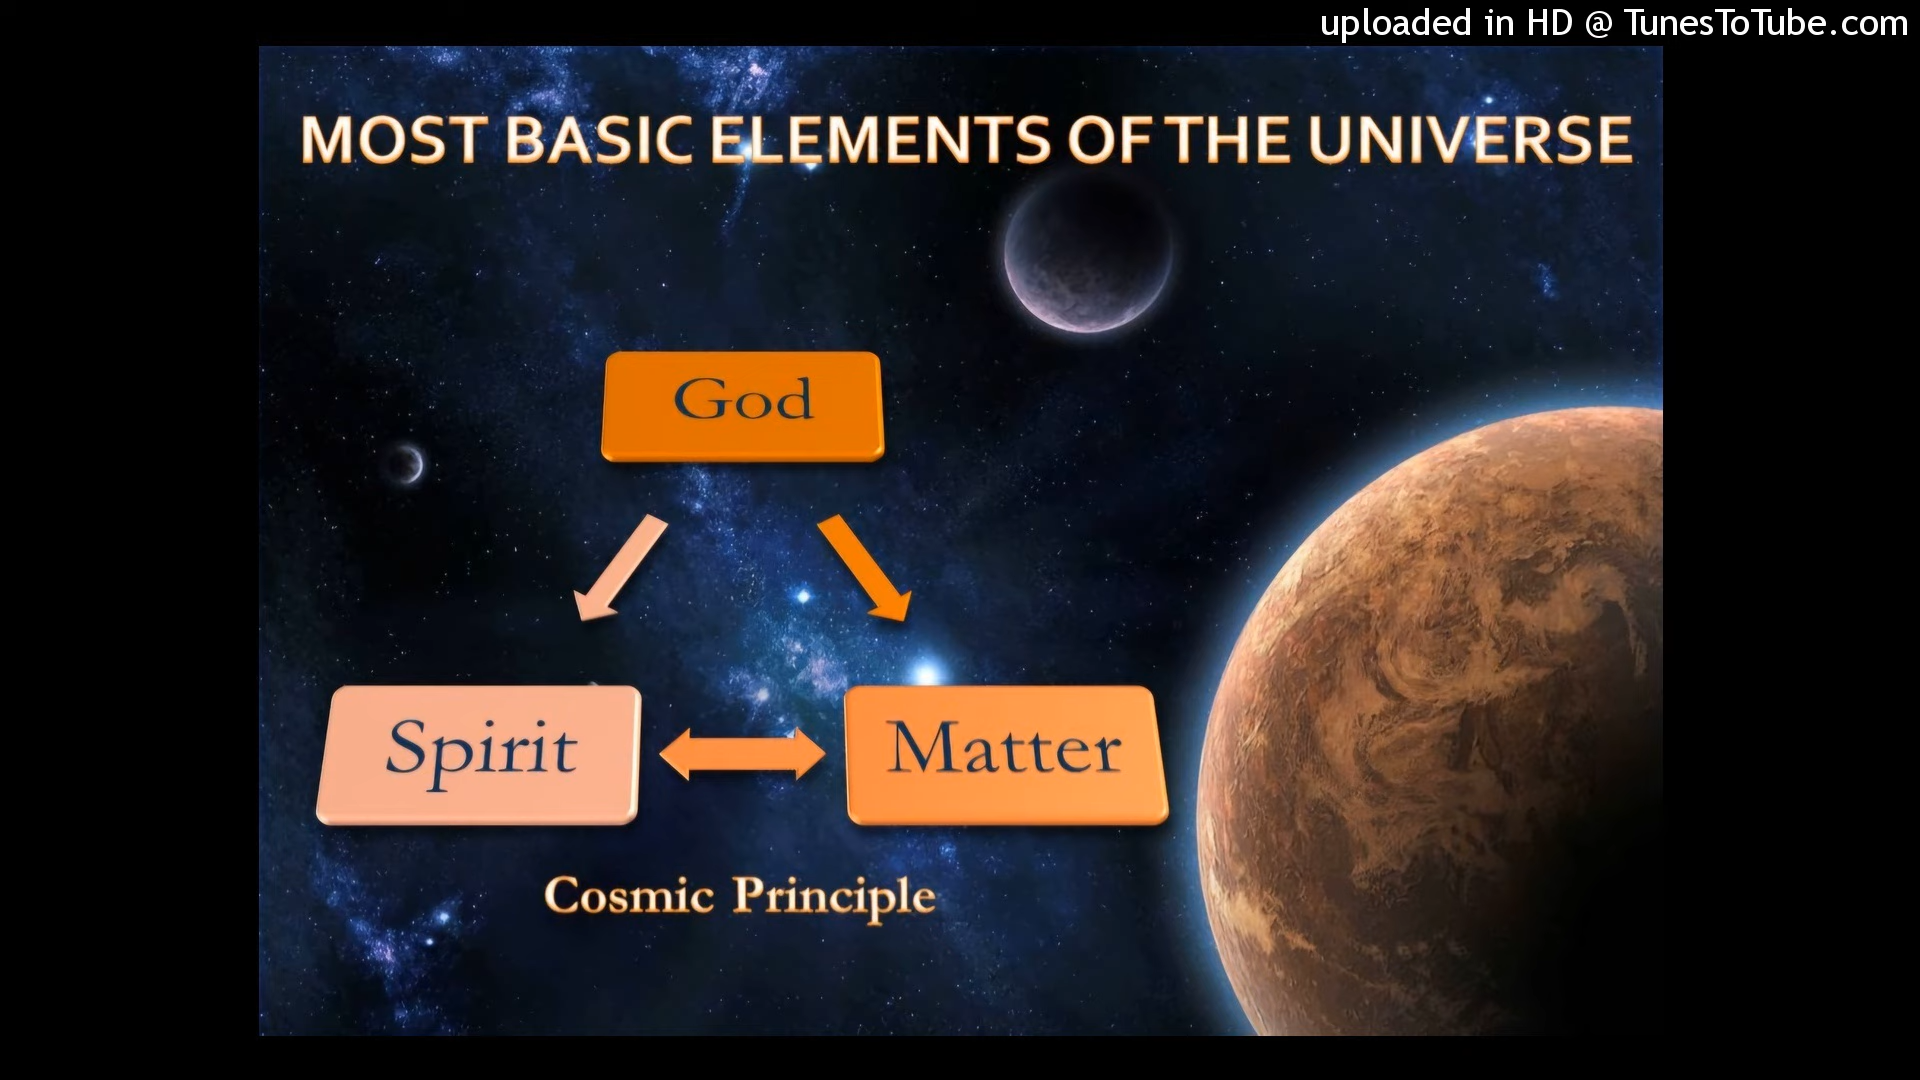 uploaded in HD @ TunesToTube.com
MOST BASIC ELEMENTS OF THE UNIVERSE
God
Spirit
Matter
Cosmic Principle